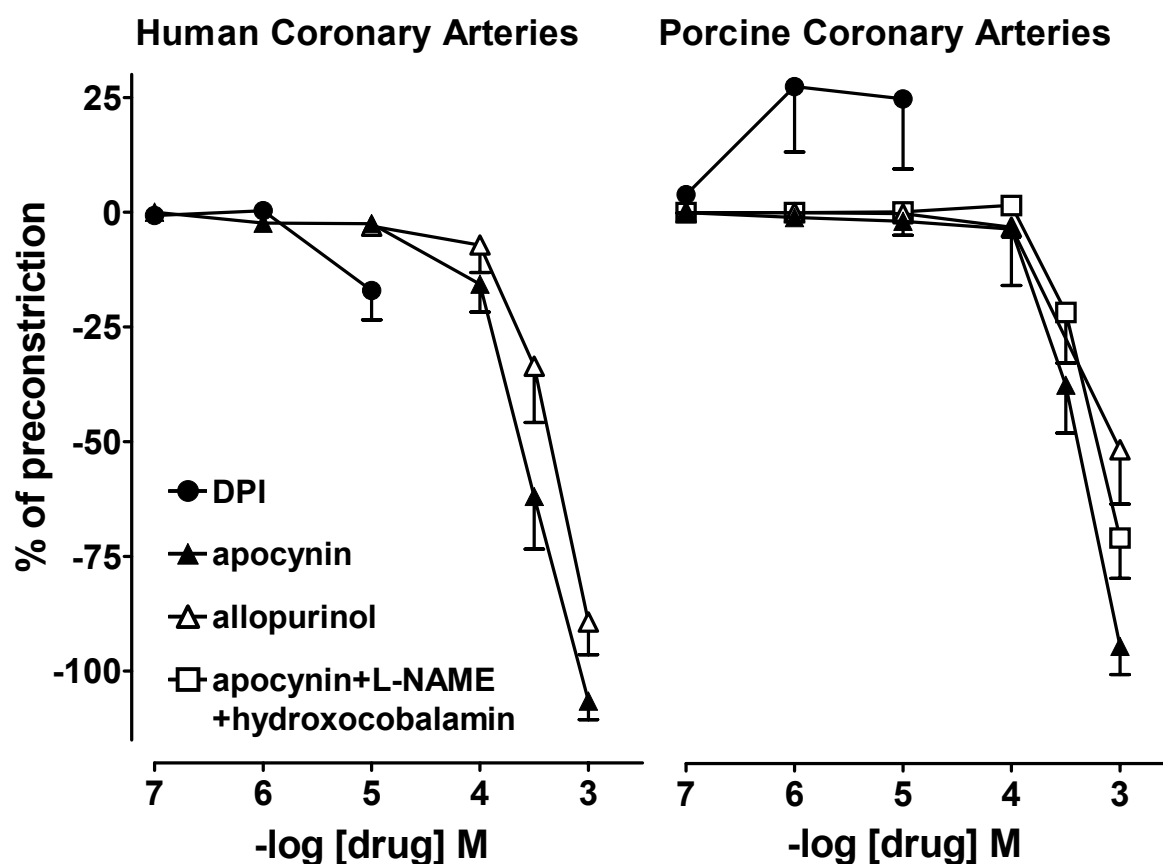 Human Coronary Arteries
Porcine Coronary Arteries
% of preconstriction
25
0
-25
-50
-75
-100
DPI
apocynin
allopurinol
apocynin+L-NAME
+hydroxocobalamin
7 6 5 4 3
-log [drug] M
7 6 5 4 3
-log [drug] M